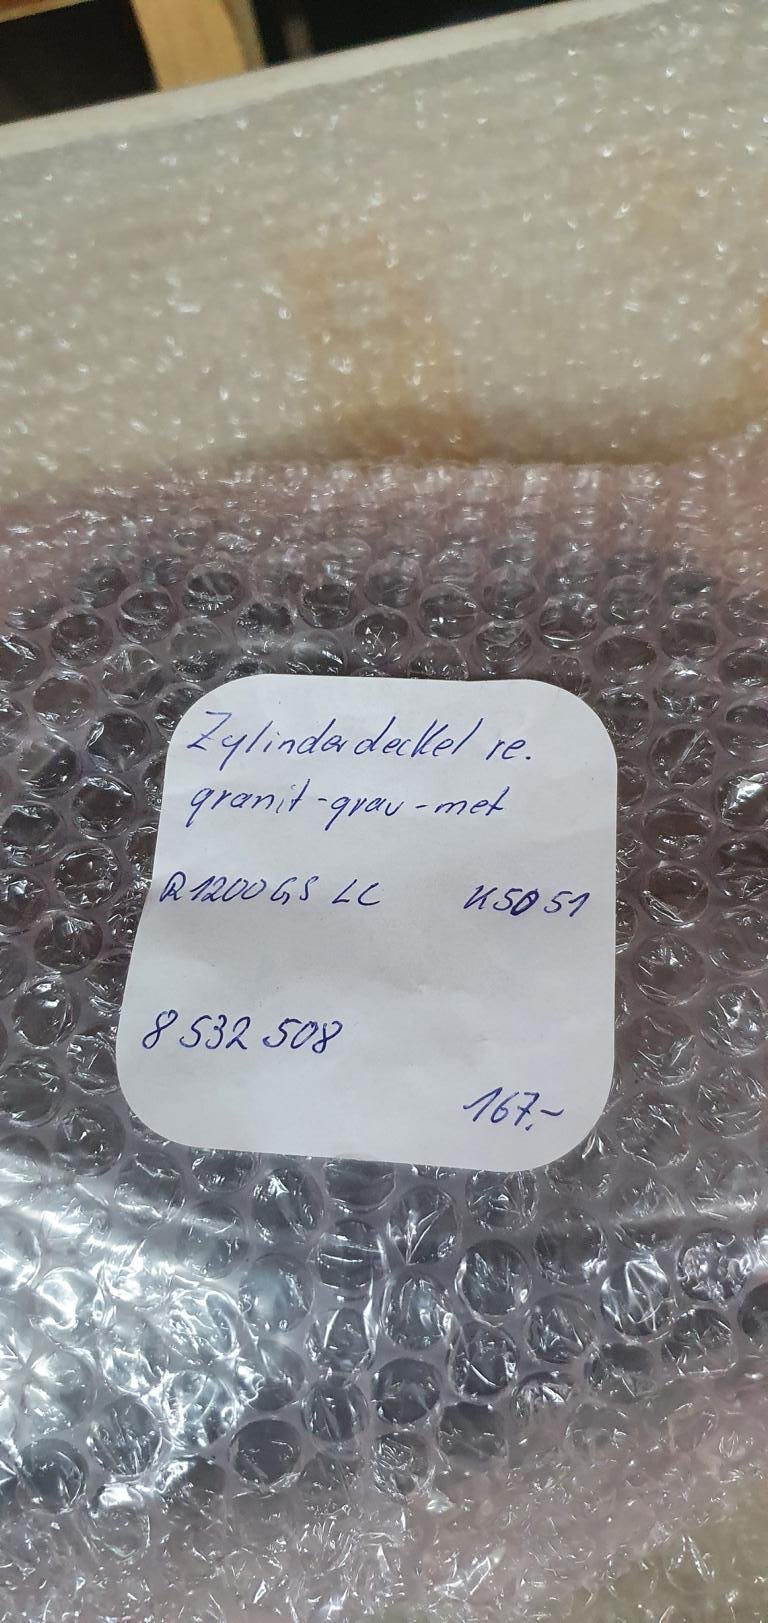 Zylinderdeckel re.
granit-grau-met
R1200GS LC K50 51
8 532 508
167,-